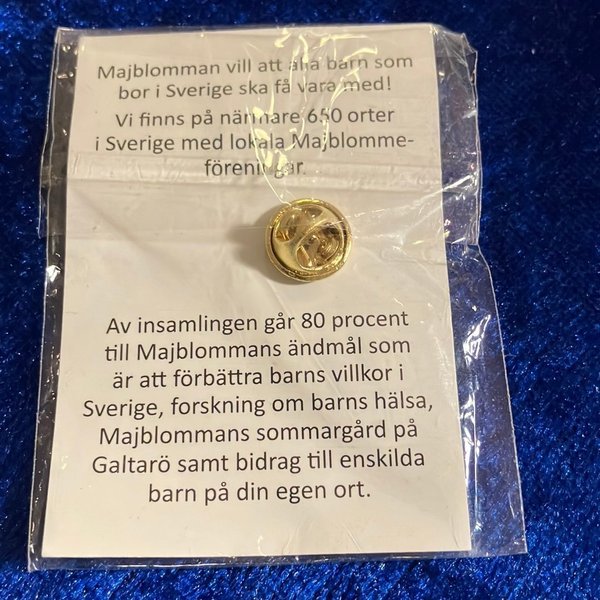 Majblomman vill att alla barn som
bor i Sverige ska få vara med!
Vi finns på närmare 650 orter
i Sverige med lokala Majblomme-
föreningar.
Av insamlingen går 80 procent
till Majblommans ändmål som
är att förbättra barns villkor i
Sverige, forskning om barns hälsa,
Majblommans sommargård på
Galtarö samt bidrag till enskilda
barn på din egen ort.